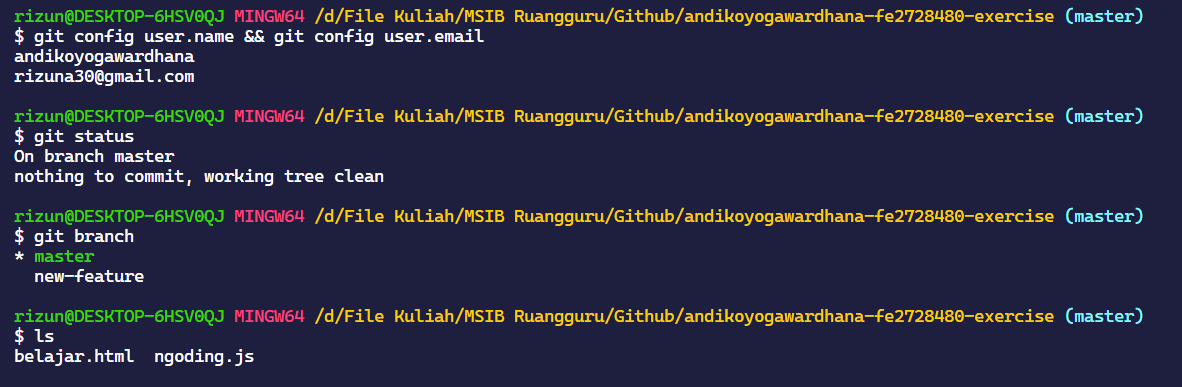 rizun@DESKTOP-6HSV0QJ MINGW64 /d/File Kuliah/MSIB Ruangguru/Github/andikoyogawardhana-fe2728480-exercise (master)
$ git config user.name && git config user.email
andikoyogawardhana
rizuna30@gmail.com
rizun@DESKTOP-6HSV0QJ MINGW64 /d/File Kuliah/MSIB Ruangguru/Github/andikoyogawardhana-fe2728480-exercise (master)
$ git status
On branch master
nothing to commit, working tree clean
rizun@DESKTOP-6HSV0QJ MINGW64 /d/File Kuliah/MSIB Ruangguru/Github/andikoyogawardhana-fe2728480-exercise (master)
$ git branch
* master
  new-feature
rizun@DESKTOP-6HSV0QJ MINGW64 /d/File Kuliah/MSIB Ruangguru/Github/andikoyogawardhana-fe2728480-exercise (master)
$ ls
belajar.html  ngoding.js